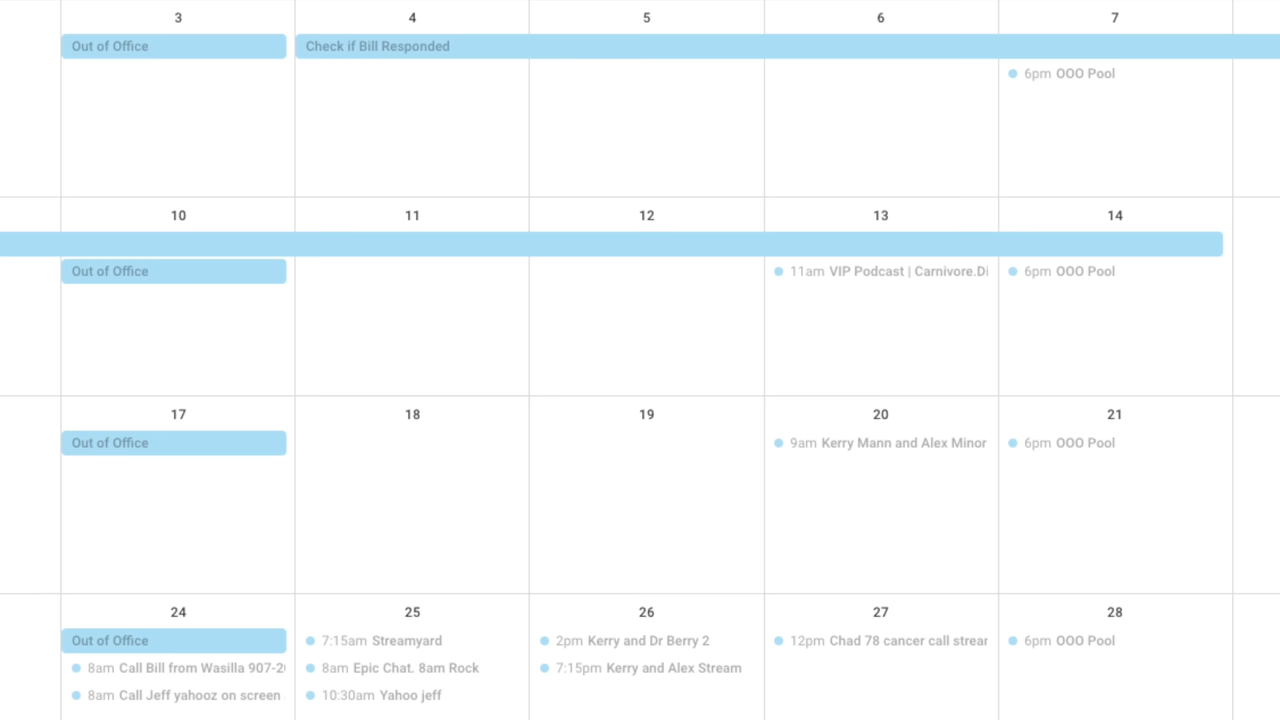 3
4
5
6
7
Out of Office
Check if Bill Responded
6pm OOO Pool
10
11
12
13
14
Out of Office
11am VIP Podcast | Carnivore.Di
6pm OOO Pool
17
18
19
20
21
Out of Office
9am Kerry Mann and Alex Minor
6pm OOO Pool
24
25
26
27
28
Out of Office
7:15am Streamyard
2pm Kerry and Dr Berry 2
12pm Chad 78 cancer call strear
6pm OOO Pool
8am Call Bill from Wasilla 907-2
8am Epic Chat. 8am Rock
7:15pm Kerry and Alex Stream
8am Call Jeff yahooz on screen
10:30am Yahoo jeff